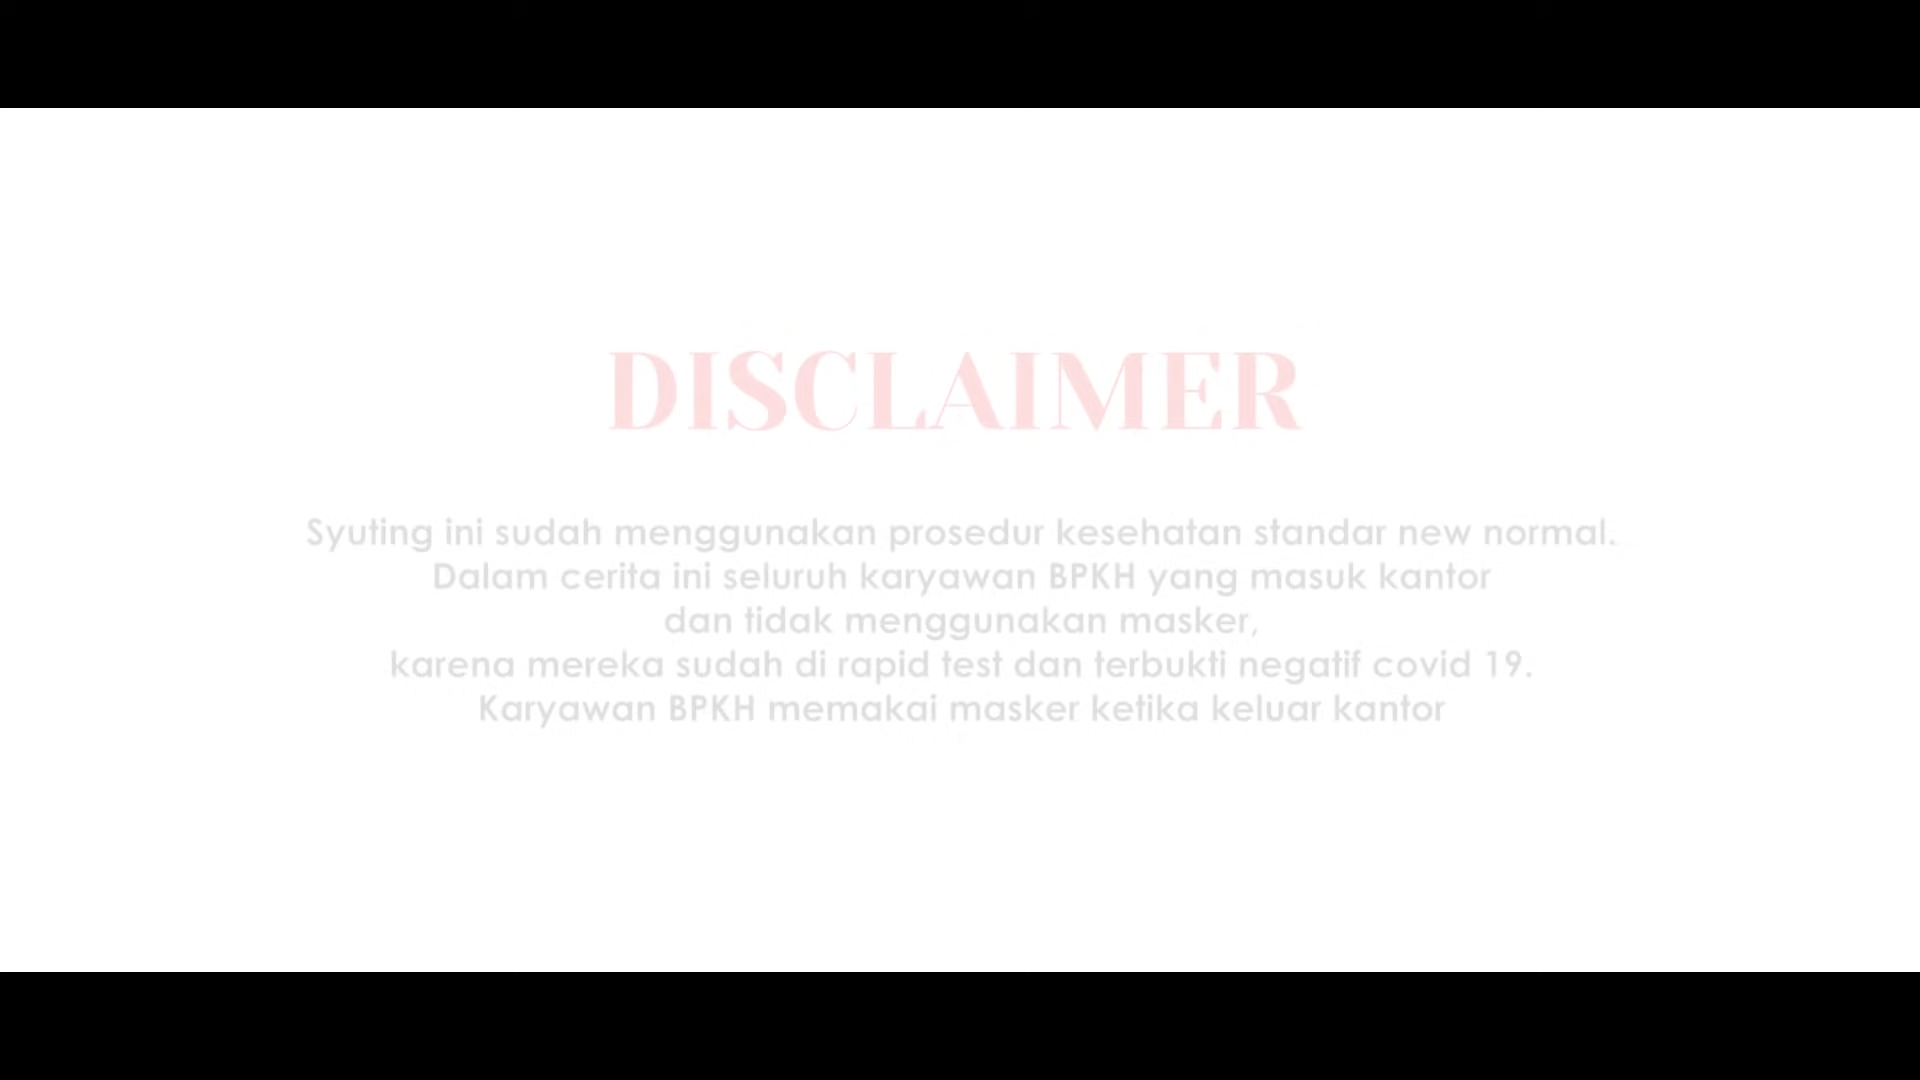 DISCLAIMER
Syuting ini sudah menggunakan prosedur kesehatan standar new normal.
Dalam cerita ini seluruh karyawan BPKH yang masuk kantor
dan tidak menggunakan masker,
karena mereka sudah di rapid test dan terbukti negatif covid 19.
Karyawan BPKH memakai masker ketika keluar kantor